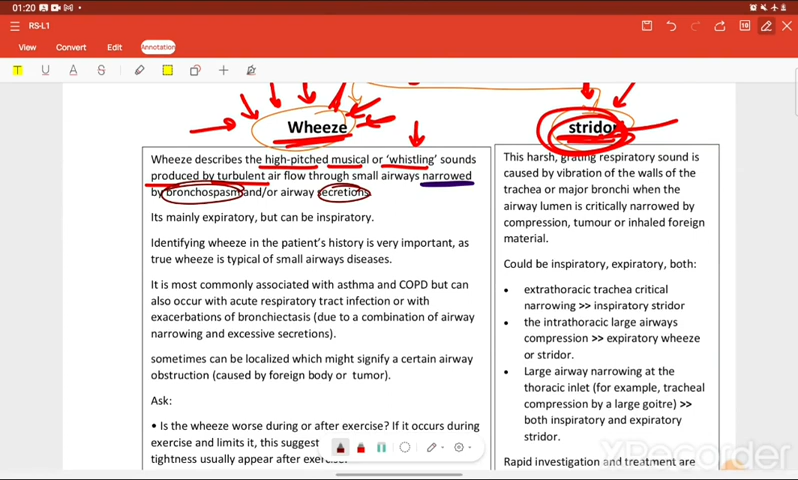 01:20
RS-L1
View Convert Edit Annotation
Wheeze
Wheeze describes the high-pitched musical or ‘whistling’ sounds
produced by turbulent air flow through small airways narrowed
by bronchospasm and/or airway secretions.
Its mainly expiratory, but can be inspiratory.
Identifying wheeze in the patient’s history is very important, as
true wheeze is typical of small airways diseases.
It is most commonly associated with asthma and COPD but can
also occur with acute respiratory tract infection or with
exacerbations of bronchiectasis (due to a combination of airway
narrowing and excessive secretions).
sometimes can be localized which might signify a certain airway
obstruction (caused by foreign body or tumor).
Ask:
• Is the wheeze worse during or after exercise? If it occurs during
exercise and limits it, this suggest
tightness usually appear after exercise.
stridor
This harsh, grating respiratory sound is
caused by vibration of the walls of the
trachea or major bronchi when the
airway lumen is critically narrowed by
compression, tumour or inhaled foreign
material.
Could be inspiratory, expiratory, both:
• extrathoracic trachea critical
narrowing >> inspiratory stridor
• the intrathoracic large airways
compression >> expiratory wheeze
or stridor.
• Large airway narrowing at the
thoracic inlet (for example, tracheal
compression by a large goitre) >>
both inspiratory and expiratory
stridor.
Rapid investigation and treatment are
XRecorder